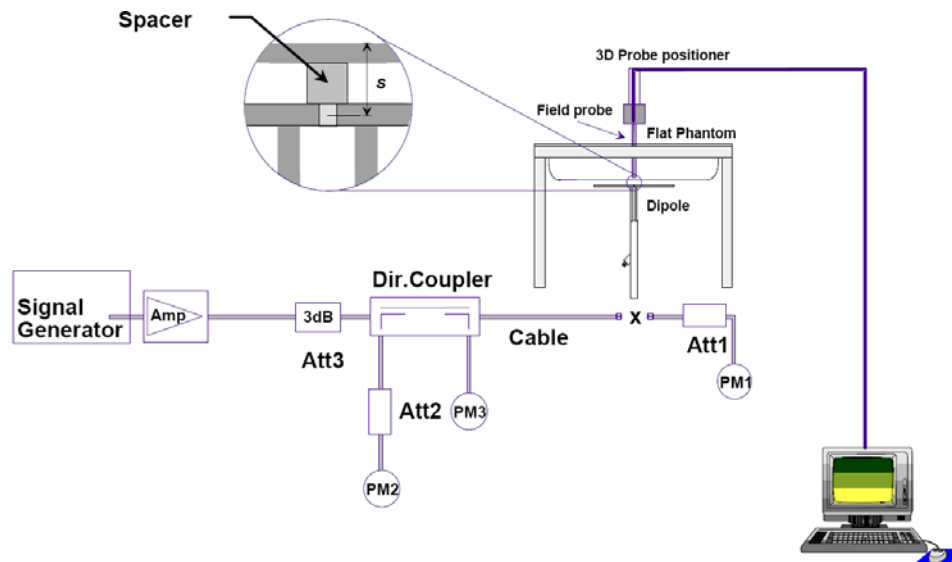 Spacer
s
3D Probe positioner
Field probe
Flat Phantom
Dipole
Signal
Generator
Amp
3dB
Att3
Dir.Coupler
Cable
x
Att1
PM1
Att2
PM3
PM2